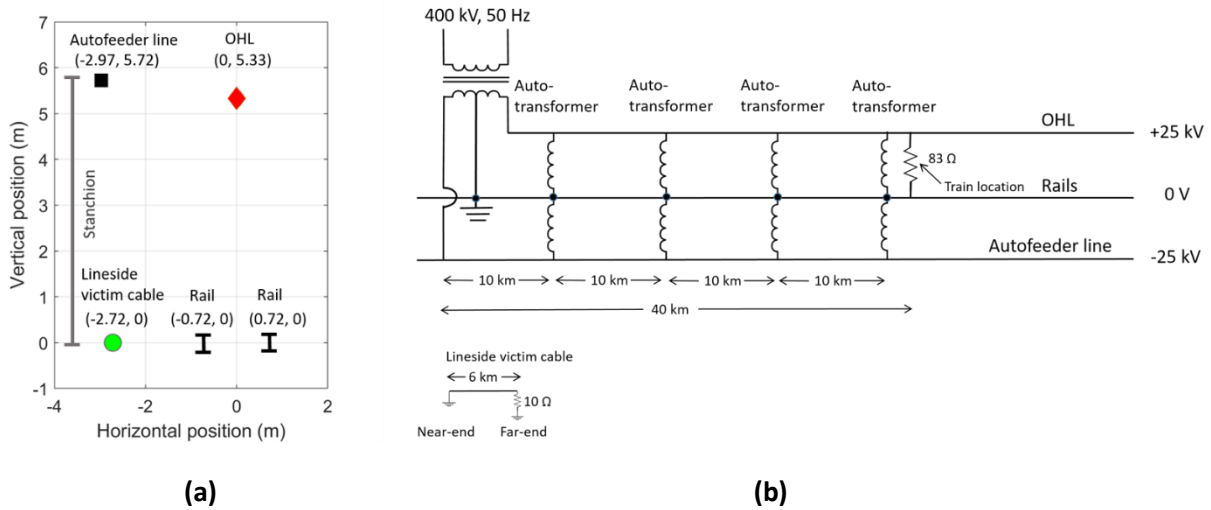 7
6
5
4
3
2
1
0
-1
-4
-2
0
2
Vertical position (m)
Horizontal position (m)
Autofeeder line
(-2.97, 5.72)
OHL
(0, 5.33)
Stanchion
Lineside
victim cable
(-2.72, 0)
Rail
(-0.72, 0)
Rail
(0.72, 0)
(a)
400 kV, 50 Hz
Auto-
transformer
Auto-
transformer
Auto-
transformer
Auto-
transformer
OHL
+25 kV
83 Ω
Train location
Rails
0 V
Autofeeder line
-25 kV
10 km
10 km
10 km
10 km
40 km
Lineside victim cable
6 km
10 Ω
Near-end
Far-end
(b)